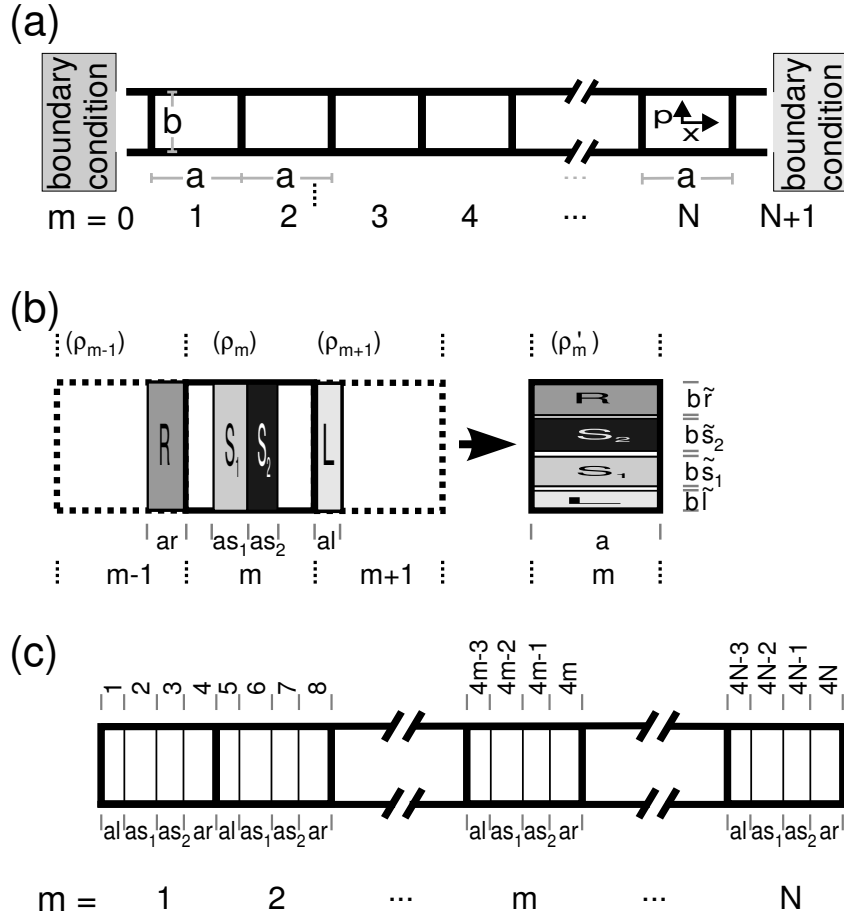 (a)
boundary condition
boundary condition
b
p
x
a a a
m = 0 1 2 3 4 ... N N+1
(b)
(ρm-1) (ρm) (ρm+1) (ρ'm)
R S1 S2 L
R
S2
S1
L
br̃
bs̃2
bs̃1
bl̃
ar as1 as2 al a
m-1 m m+1 m
(c)
1 2 3 4 5 6 7 8 4m-3 4m-2 4m-1 4m 4N-3 4N-2 4N-1 4N
al as1 as2 ar al as1 as2 ar al as1 as2 ar al as1 as2 ar
m = 1 2 ... m ... N